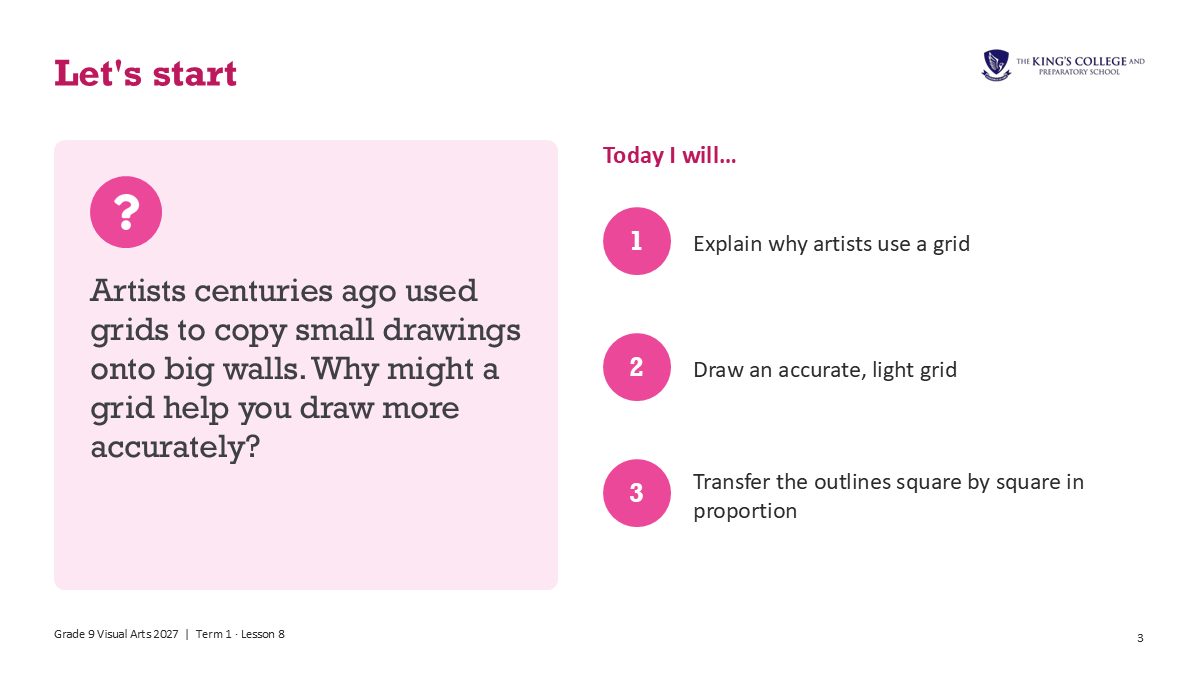 Let's start
THE KING'S COLLEGE AND
PREPARATORY SCHOOL
?
Artists centuries ago used
grids to copy small drawings
onto big walls. Why might a
grid help you draw more
accurately?
Today I will...
1
Explain why artists use a grid
2
Draw an accurate, light grid
3
Transfer the outlines square by square in
proportion
Grade 9 Visual Arts 2027 | Term 1 · Lesson 8
3